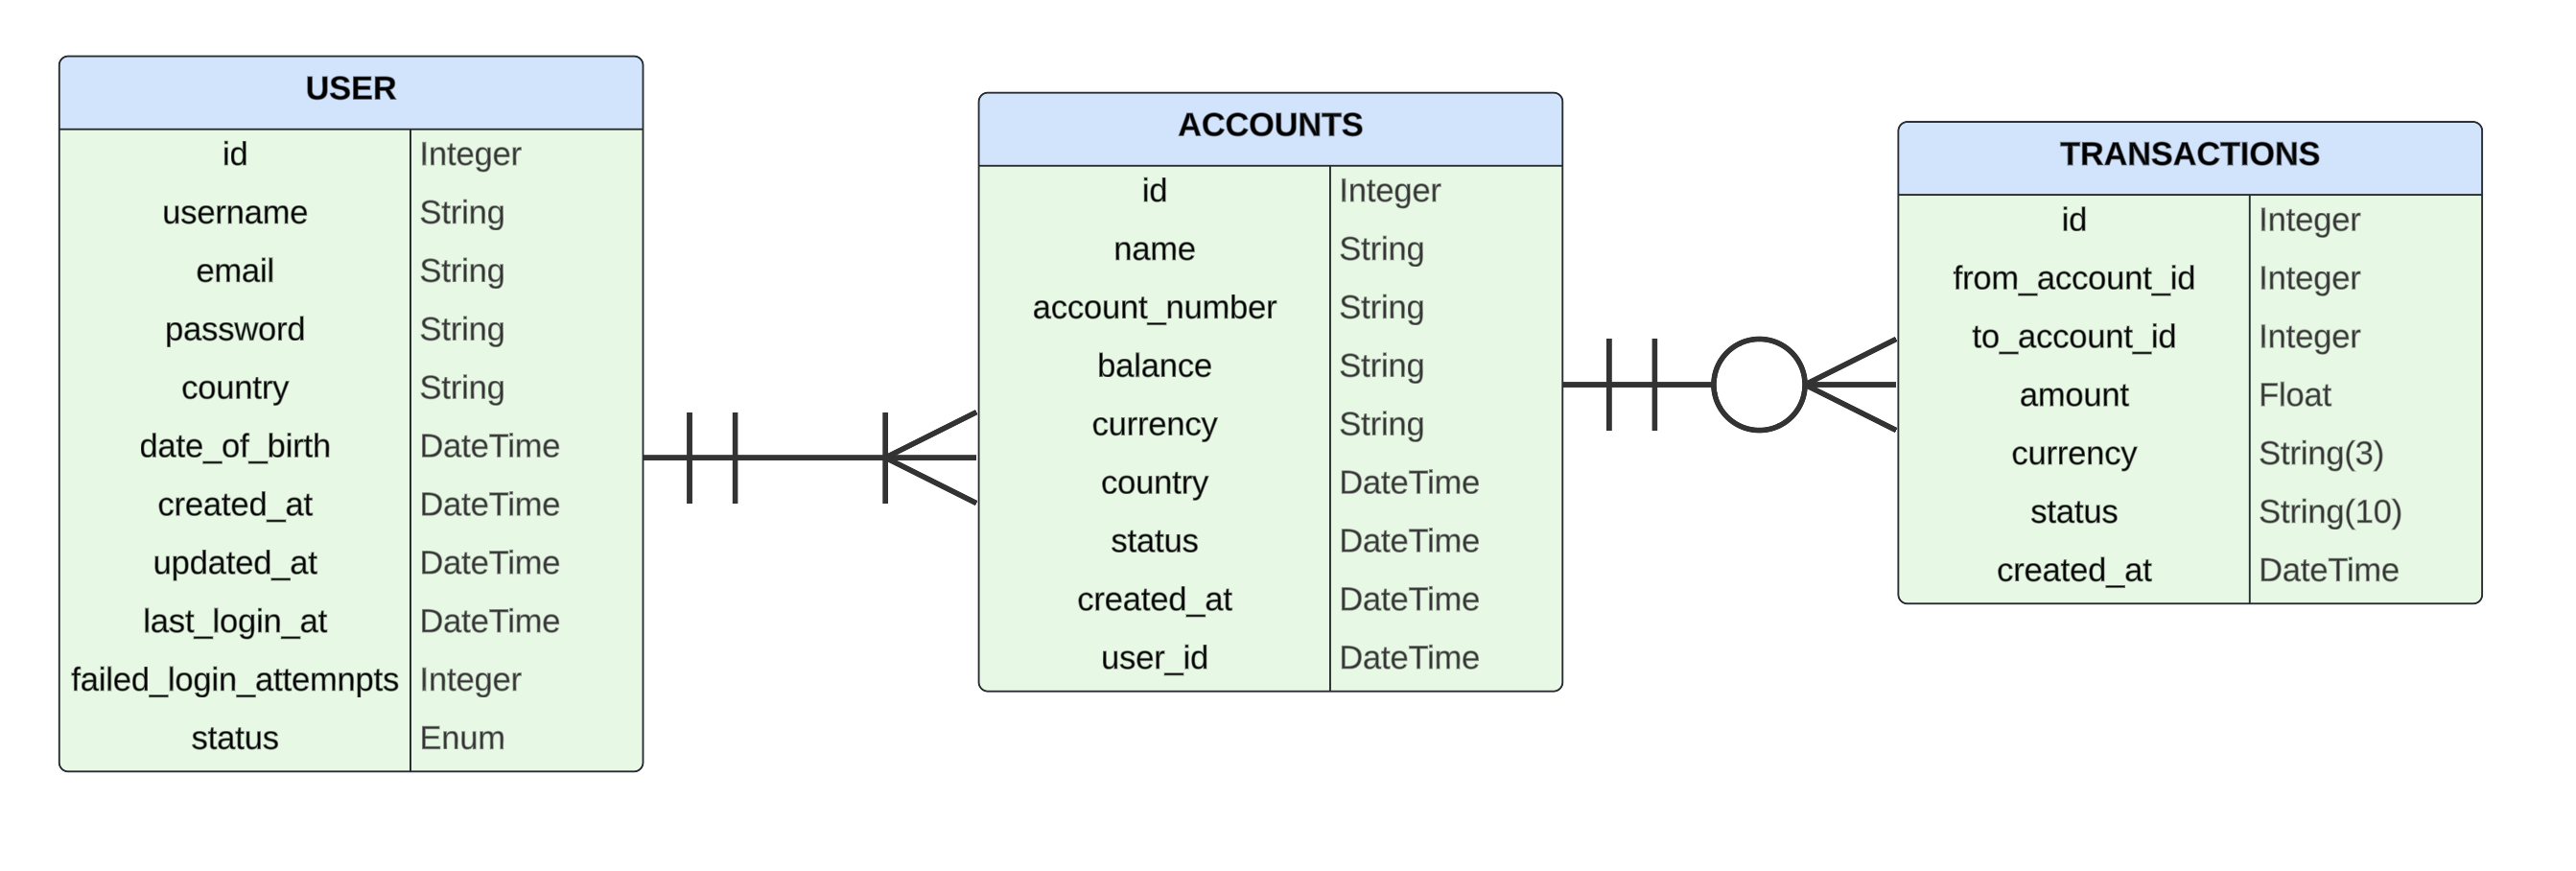 USER
id Integer
username String
email String
password String
country String
date_of_birth DateTime
created_at DateTime
updated_at DateTime
last_login_at DateTime
failed_login_attemnpts Integer
status Enum
ACCOUNTS
id Integer
name String
account_number String
balance String
currency String
country DateTime
status DateTime
created_at DateTime
user_id DateTime
TRANSACTIONS
id Integer
from_account_id Integer
to_account_id Integer
amount Float
currency String(3)
status String(10)
created_at DateTime